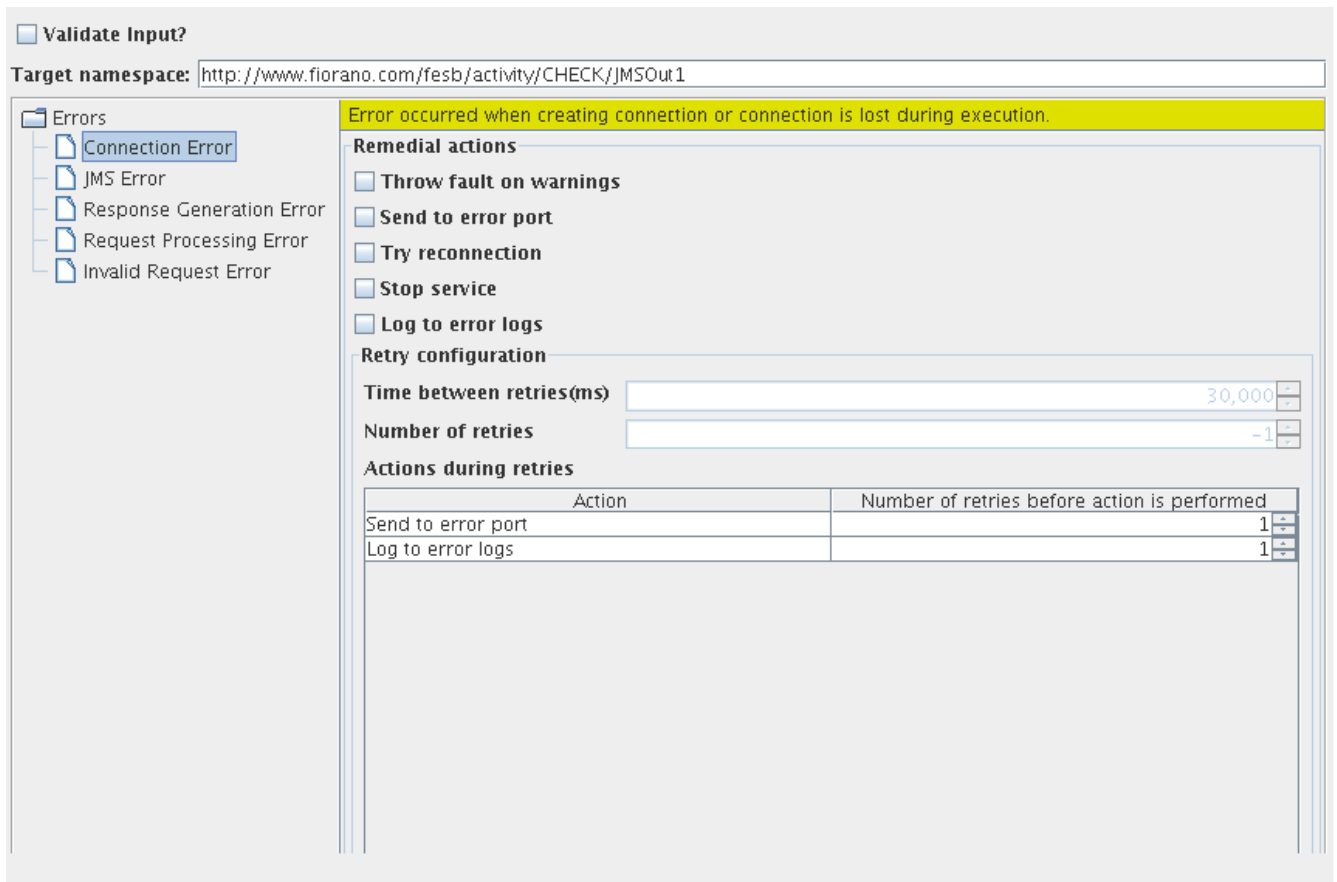 Validate Input?
Target namespace: http://www.fiorano.com/fesb/activity/CHECK/JMSOut1
Errors
Connection Error
JMS Error
Response Generation Error
Request Processing Error
Invalid Request Error
Error occurred when creating connection or connection is lost during execution.
Remedial actions
Throw fault on warnings
Send to error port
Try reconnection
Stop service
Log to error logs
Retry configuration
Time between retries(ms) 30,000
Number of retries -1
Actions during retries
Action Number of retries before action is performed
Send to error port 1
Log to error logs 1